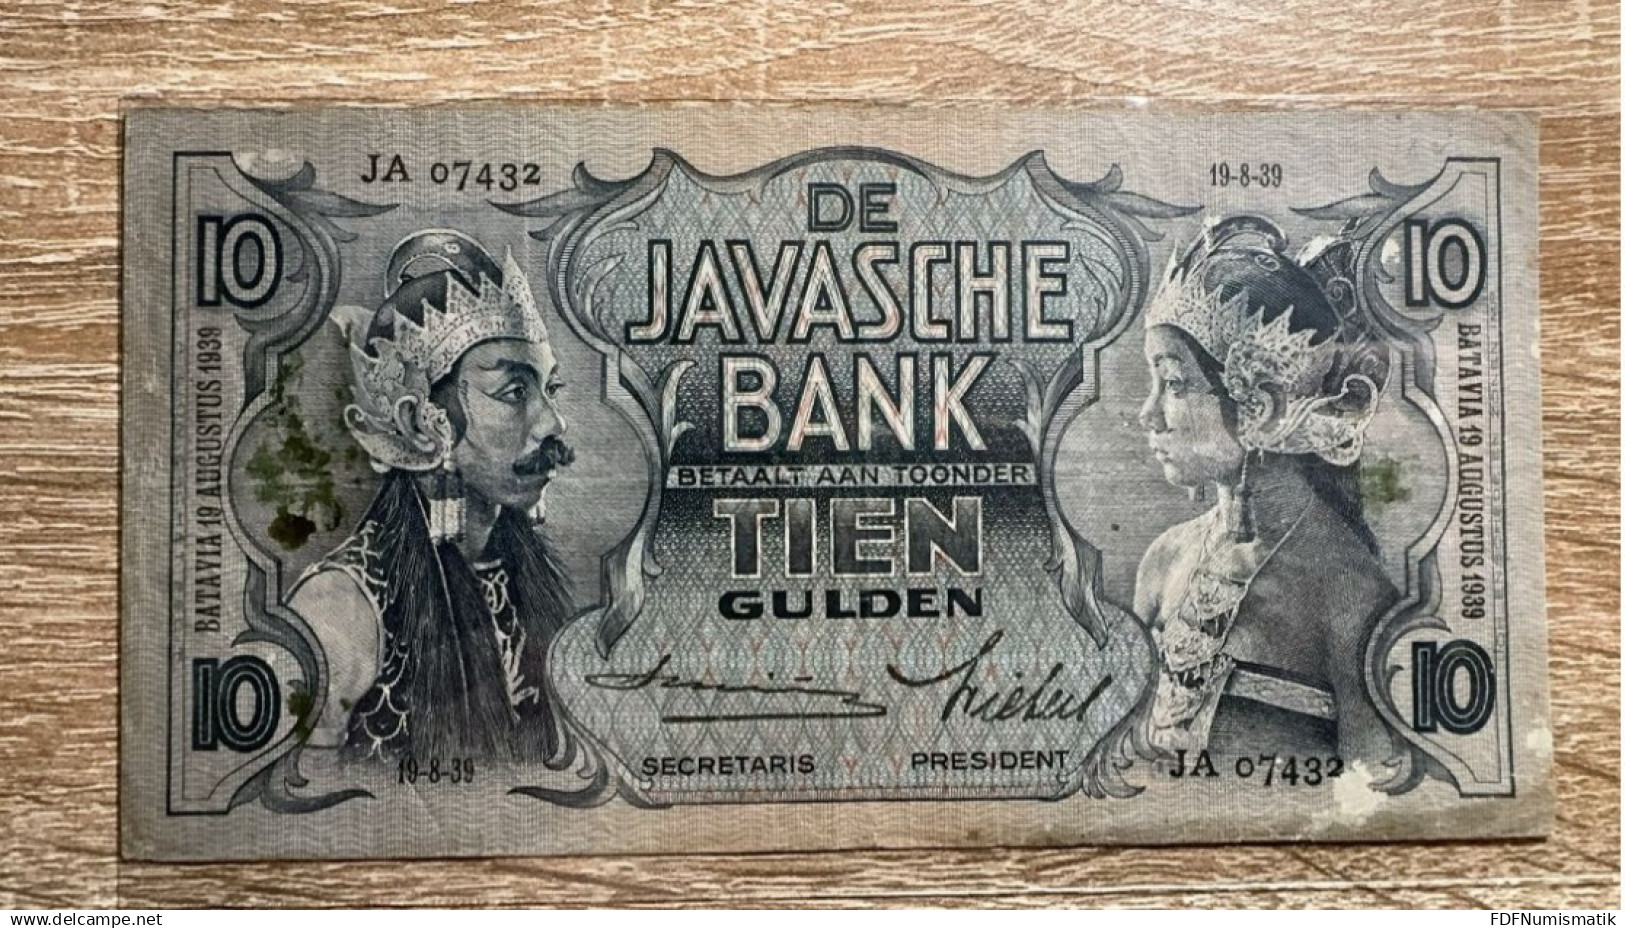 JA 07432
19-8-39
DE
JAVASCHE
BANK
BETAALT AAN TOONDER
TIEN
GULDEN
10
10
BATAVIA 19 AUGUSTUS 1939
BATAVIA 19 AUGUSTUS 1939
10
10
SECRETARIS
PRESIDENT
19-8-39
JA 07432
www.delcampe.net
FDFNumismatik